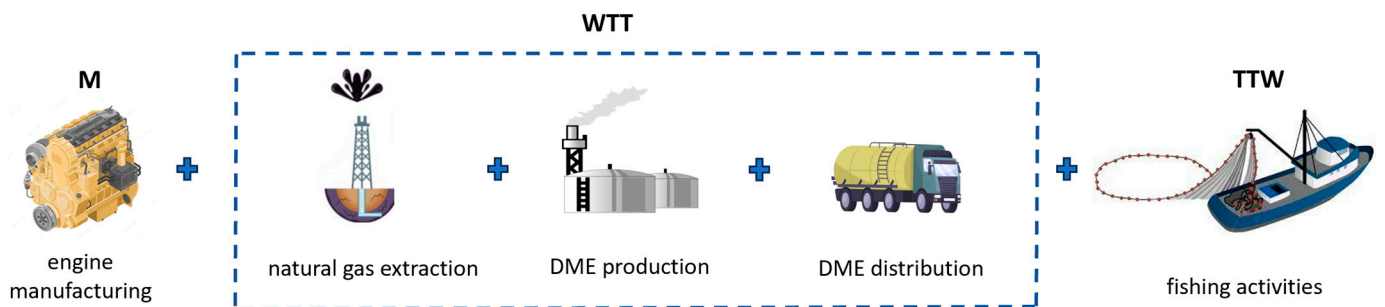 WTT
M
TTW
engine
manufacturing
natural gas extraction
DME production
DME distribution
fishing activities